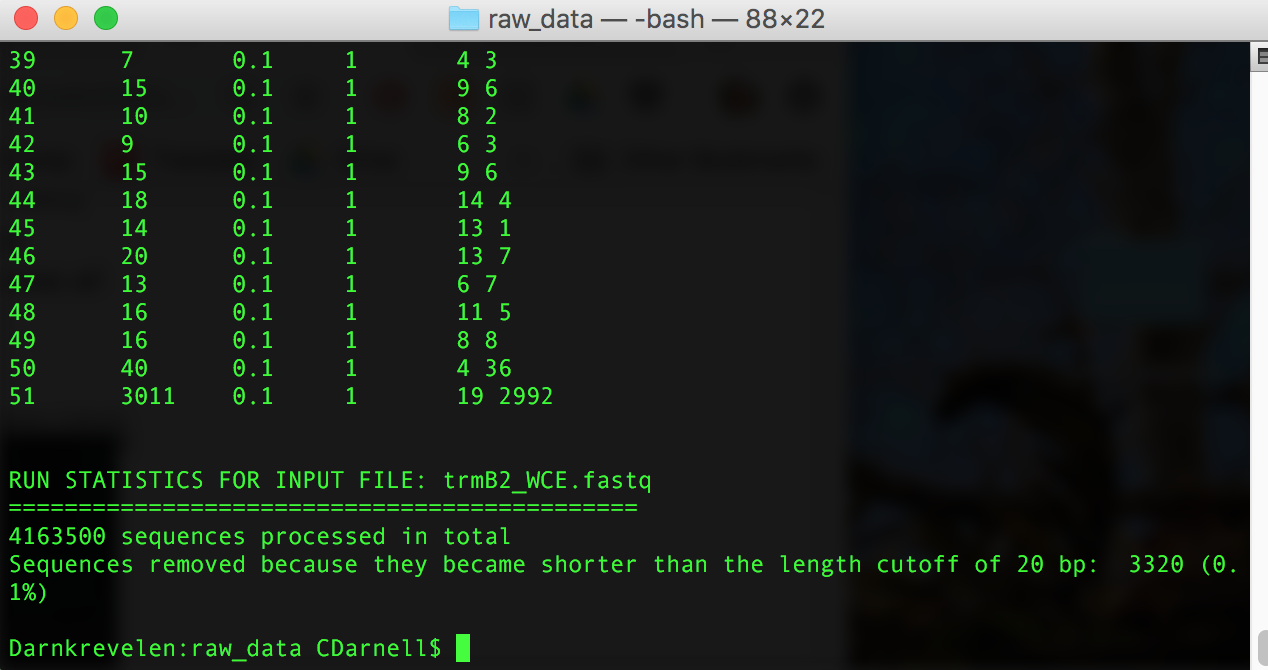 raw_data — -bash — 88×22
39 7 0.1 1 4 3
40 15 0.1 1 9 6
41 10 0.1 1 8 2
42 9 0.1 1 6 3
43 15 0.1 1 9 6
44 18 0.1 1 14 4
45 14 0.1 1 13 1
46 20 0.1 1 13 7
47 13 0.1 1 6 7
48 16 0.1 1 11 5
49 16 0.1 1 8 8
50 40 0.1 1 4 36
51 3011 0.1 1 19 2992
RUN STATISTICS FOR INPUT FILE: trmB2_WCE.fastq
=============================================
4163500 sequences processed in total
Sequences removed because they became shorter than the length cutoff of 20 bp:  3320 (0.
1%)
Darnkrevelen:raw_data CDarnell$